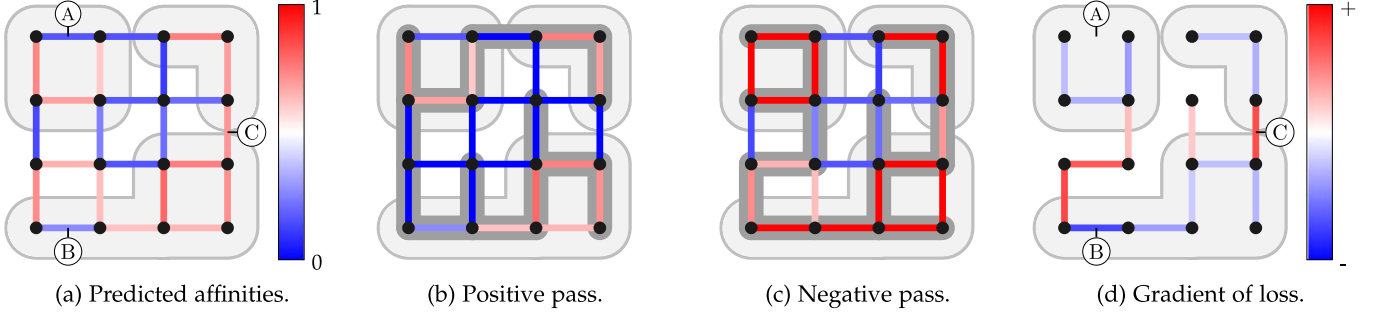 A
1
A
+
C
C
B
0
B
-
(a) Predicted affinities.
(b) Positive pass.
(c) Negative pass.
(d) Gradient of loss.